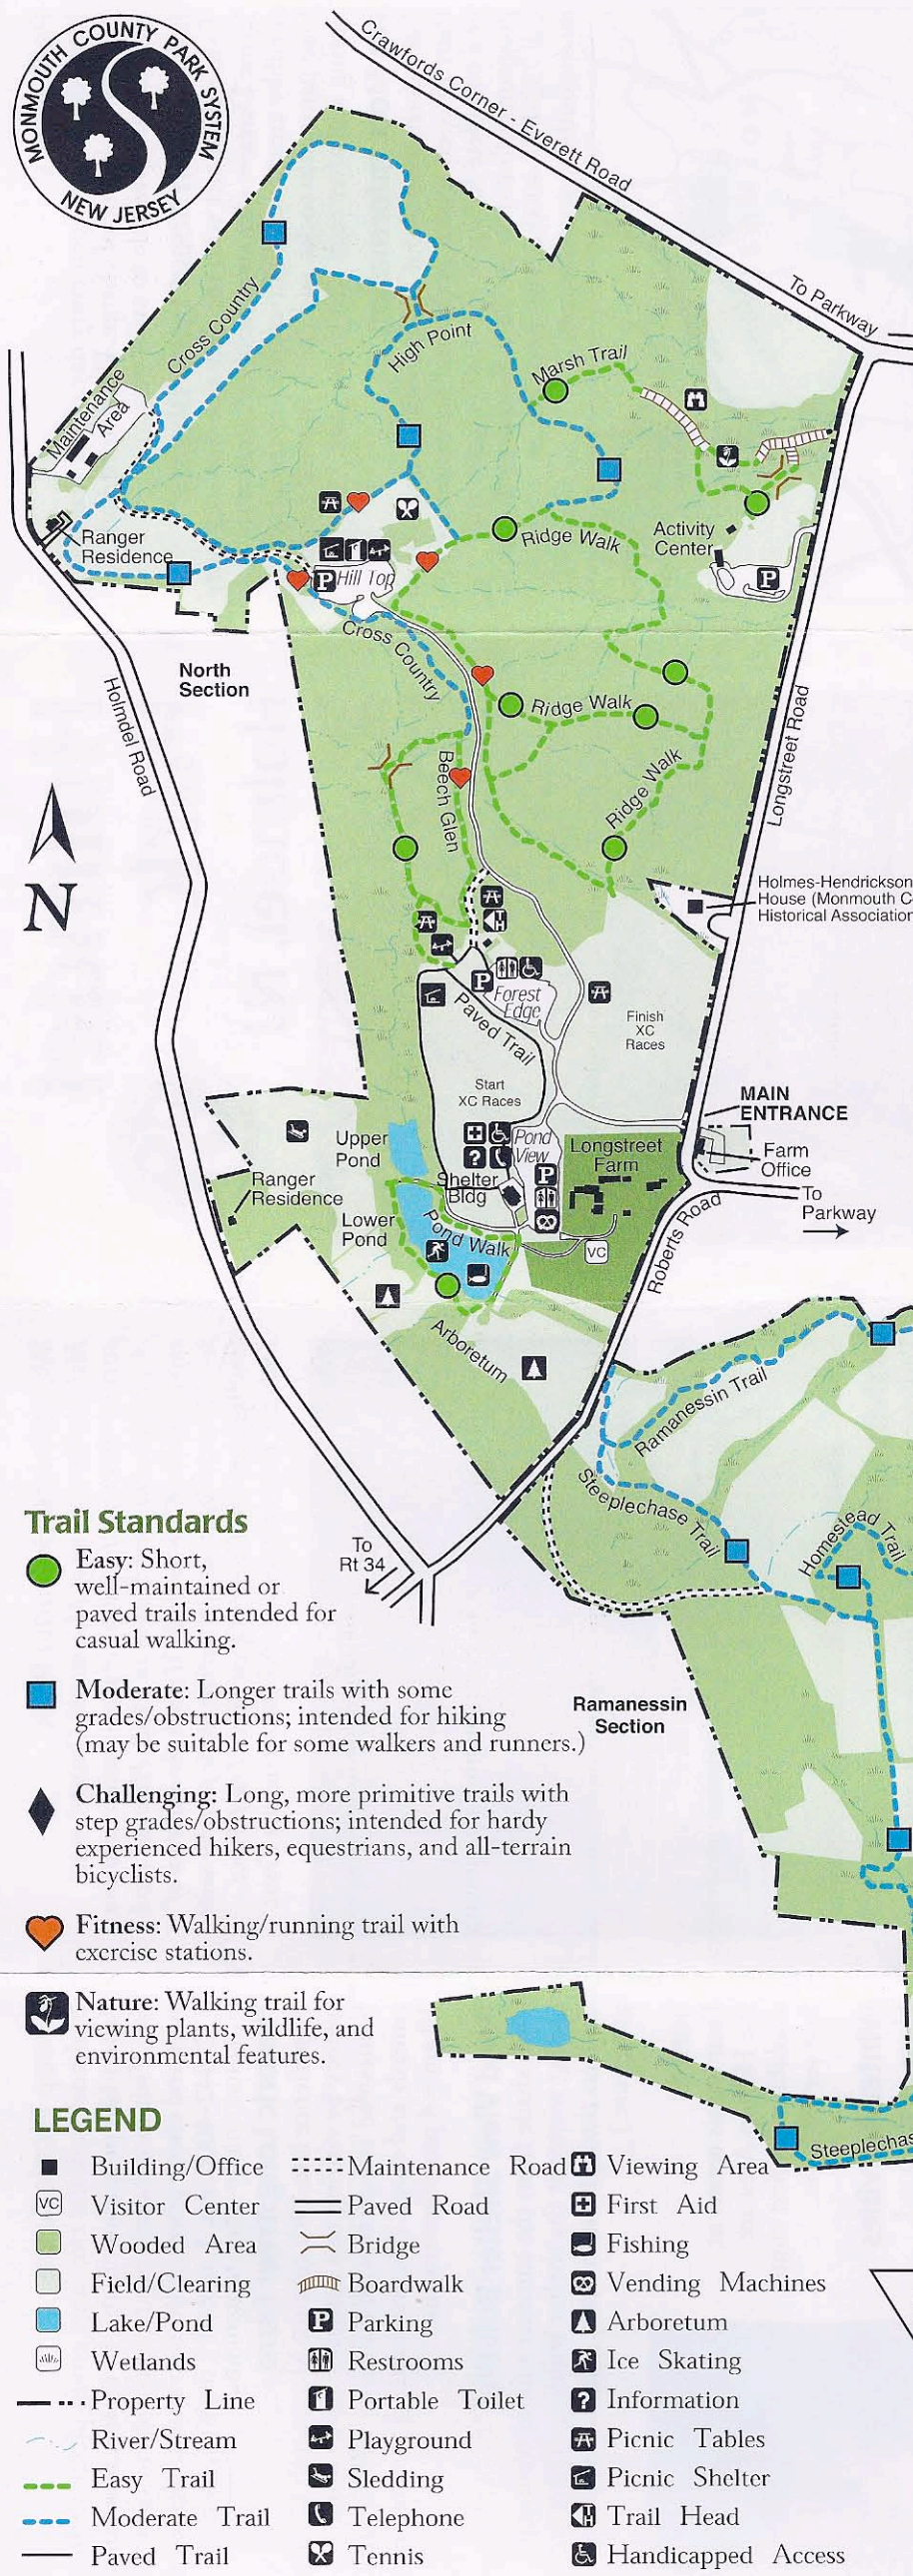 MONMOUTH COUNTY PARK SYSTEM
NEW JERSEY
Crawfords Corner - Everett Road
To Parkway
Cross Country
High Point
Marsh Trail
Maintenance
Area
Ranger
Residence
Ridge Walk
Activity
Center
P
P
Hill Top
Cross Country
North
Section
Holmdel Road
Ridge Walk
Beech Glen
Ridge Walk
Longstreet Road
N
Holmes-Hendrickson
House (Monmouth C
Historical Association
H
P
Forest
Edge
Paved Trail
Finish
XC
Races
Start
XC Races
MAIN
ENTRANCE
Upper
Pond
?
Pond
View
P
Longstreet
Farm
Farm
Office
Ranger
Residence
Shelter
Bldg
To
Parkway
Lower
Pond
Pond Walk
VC
Roberts Road
Arboretum
Ramanessin Trail
Steeplechase Trail
Homestead Trail
To
Rt 34
Ramanessin
Section
Steeplechas
Trail Standards
Easy: Short,
well-maintained or
paved trails intended for
casual walking.
Moderate: Longer trails with some
grades/obstructions; intended for hiking
(may be suitable for some walkers and runners.)
Challenging: Long, more primitive trails with
step grades/obstructions; intended for hardy
experienced hikers, equestrians, and all-terrain
bicyclists.
Fitness: Walking/running trail with
exercise stations.
Nature: Walking trail for
viewing plants, wildlife, and
environmental features.
LEGEND
Building/Office
VC Visitor Center
Wooded Area
Field/Clearing
Lake/Pond
Wetlands
Property Line
River/Stream
Easy Trail
Moderate Trail
Paved Trail
Maintenance Road
Paved Road
Bridge
Boardwalk
P Parking
Restrooms
Portable Toilet
Playground
Sledding
Telephone
Tennis
Viewing Area
First Aid
Fishing
Vending Machines
Arboretum
Ice Skating
? Information
Picnic Tables
Picnic Shelter
H Trail Head
Handicapped Access